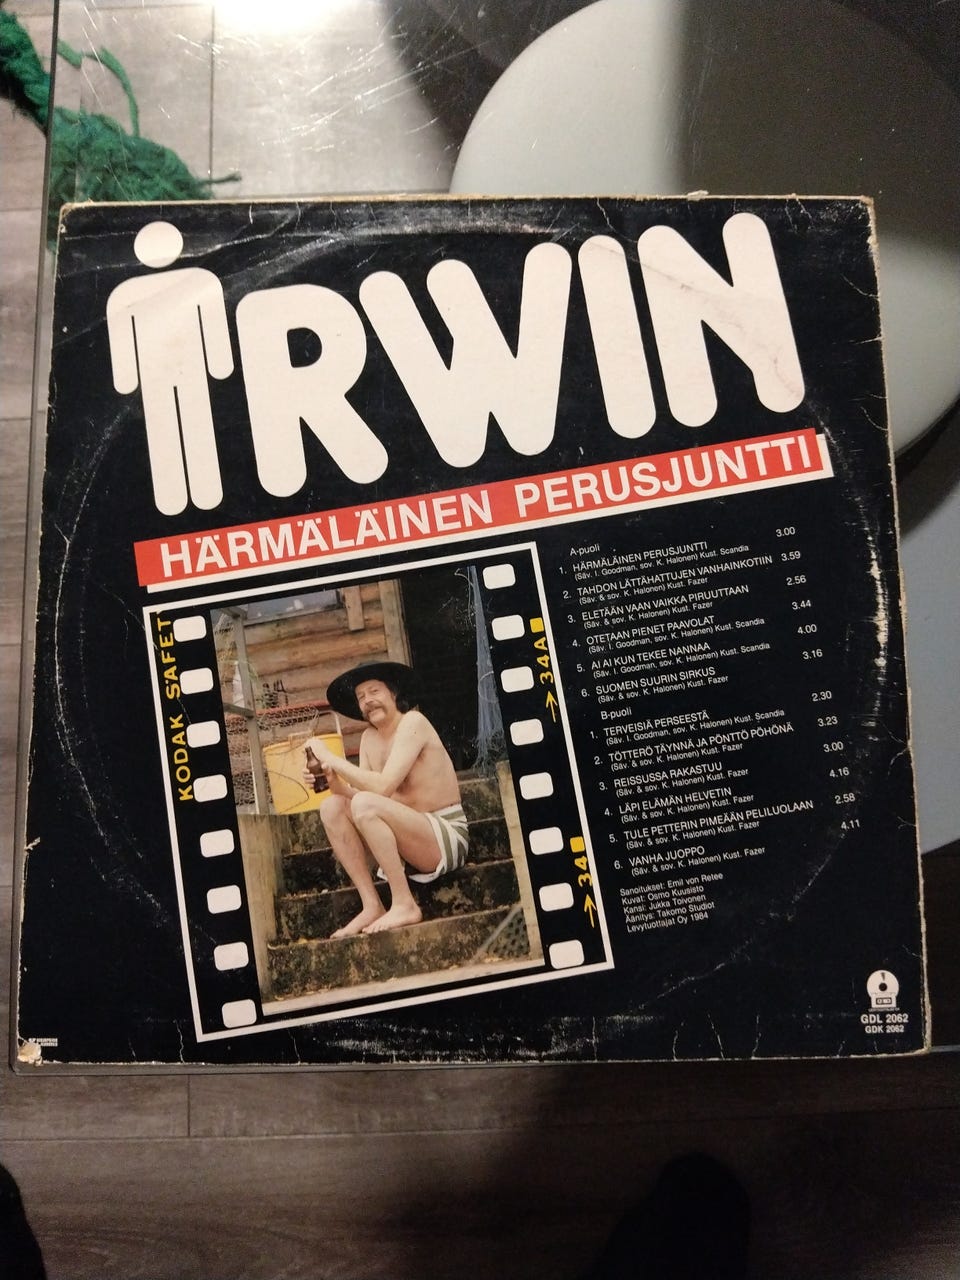 IRWIN
HÄRMÄLÄINEN PERUSJUNTTI
KODAK SAFET
→ 34A
→ 34
A-puoli
1. HÄRMÄLÄINEN PERUSJUNTTI 3.00
(Säv. I. Goodman, sov. K. Halonen) Kust. Scandia
2. TAHDON LÄTTÄHATTUJEN VANHAINKOTIIN 3.59
(Säv. & sov. K. Halonen) Kust. Fazer
3. ELETÄÄN VAAN VAIKKA PIRUUTTAAN 2.56
(Säv. & sov. K. Halonen) Kust. Fazer
4. OTETAAN PIENET PAAVOLAT 3.44
(Säv. I. Goodman, sov. K. Halonen) Kust. Scandia
5. AI AI KUN TEKEE NANNAA 4.00
(Säv. I. Goodman, sov. K. Halonen) Kust. Scandia
6. SUOMEN SUURIN SIRKUS 3.16
(Säv. & sov. K. Halonen) Kust. Fazer
B-puoli
1. TERVEISIÄ PERSEESTÄ 2.30
(Säv. I. Goodman, sov. K. Halonen) Kust. Scandia
2. TÖTTERÖ TÄYNNÄ JA PÖNTTÖ PÖHÖNÄ 3.23
(Säv. & sov. K. Halonen) Kust. Fazer
3. REISSUSSA RAKASTUU 3.00
(Säv. & sov. K. Halonen) Kust. Fazer
4. LÄPI ELÄMÄN HELVETIN 4.16
(Säv. & sov. K. Halonen) Kust. Fazer
5. TULE PETTERIN PIMEÄÄN PELILUOLAAN 2.58
(Säv. & sov. K. Halonen) Kust. Fazer
6. VANHA JUOPPO 4.11
(Säv. & sov. K. Halonen) Kust. Fazer
Sanoitukset: Emil von Retee
Kuvat: Osmo Kuusisto
Kansi: Jukka Toivonen
Äänitys: Takomo Studiot
Levytuottajat Oy 1984
GDL 2062
GDK 2062